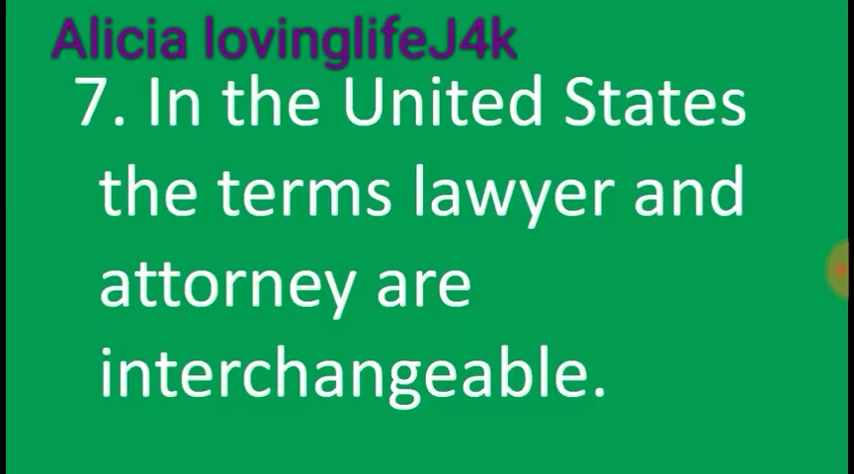 Alicia lovinglifeJ4k
7. In the United States
the terms lawyer and
attorney are
interchangeable.